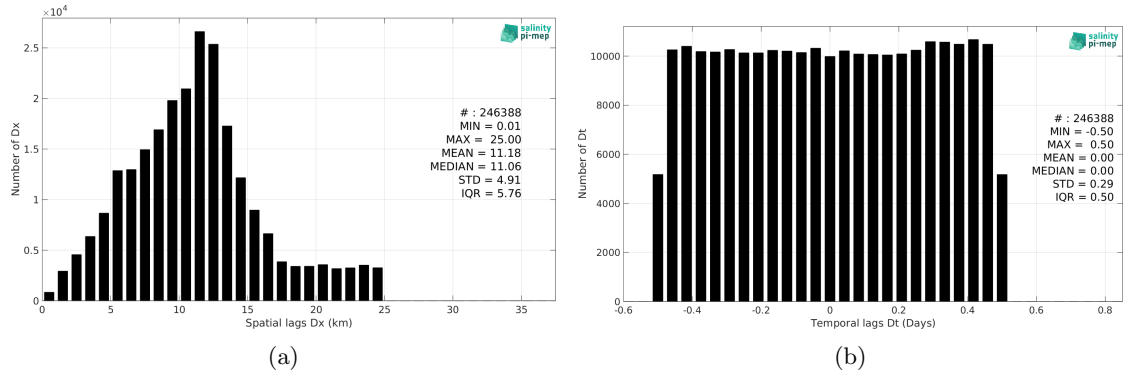 ×10⁴
2.5
2
1.5
1
0.5
0
Number of Dx
salinity
pi-mep
# : 246388
MIN = 0.01
MAX = 25.00
MEAN = 11.18
MEDIAN = 11.06
STD = 4.91
IQR = 5.76
0 5 10 15 20 25 30 35
Spatial lags Dx (km)
(a)
10000
8000
6000
4000
2000
0
Number of Dt
salinity
pi-mep
# : 246388
MIN = -0.50
MAX = 0.50
MEAN = 0.00
MEDIAN = 0.00
STD = 0.29
IQR = 0.50
-0.6 -0.4 -0.2 0 0.2 0.4 0.6 0.8
Temporal lags Dt (Days)
(b)